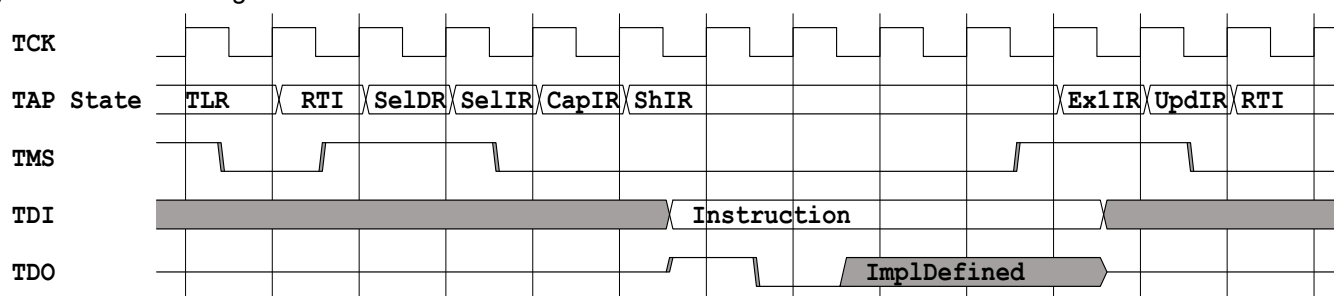 TCK
TAP State TLR RTI SelDR SelIR CapIR ShIR Ex1IR UpdIR RTI
TMS
TDI Instruction
TDO ImplDefined